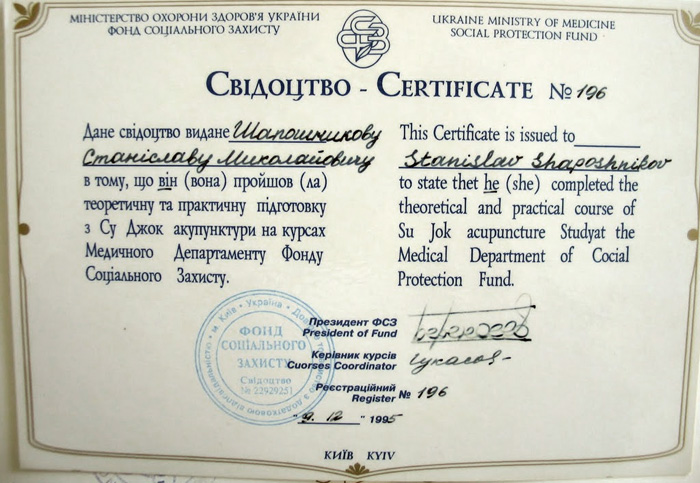 МІНІСТЕРСТВО ОХОРОНИ ЗДОРОВ'Я УКРАЇНИ
ФОНД СОЦІАЛЬНОГО ЗАХИСТУ
UKRAINE MINISTRY OF MEDICINE
SOCIAL PROTECTION FUND
СВІДОЦТВО - CERTIFICATE № 196
Дане свідоцтво видане Шапошникову
Станіславу Миколайовичу
в тому, що він (вона) пройшов (ла)
теоретичну та практичну підготовку
з Су Джок акупунктури на курсах
Медичного Департаменту Фонду
Соціального Захисту.
This Certificate is issued to
Stanislav Shaposhnikov
to state thet he (she) completed the
theoretical and practical course of
Su Jok acupuncture Studyat the
Medical Department of Cocial
Protection Fund.
м. Київ • Україна
ФОНД
СОЦІАЛЬНОГО
ЗАХИСТУ
Свідоцтво
№ 22929251
Президент ФСЗ
President of Fund
Керівник курсів
Cuorses Coordinator
Реєстраційний
Register № 196
"9. 12 " 1995
КИЇВ KYIV